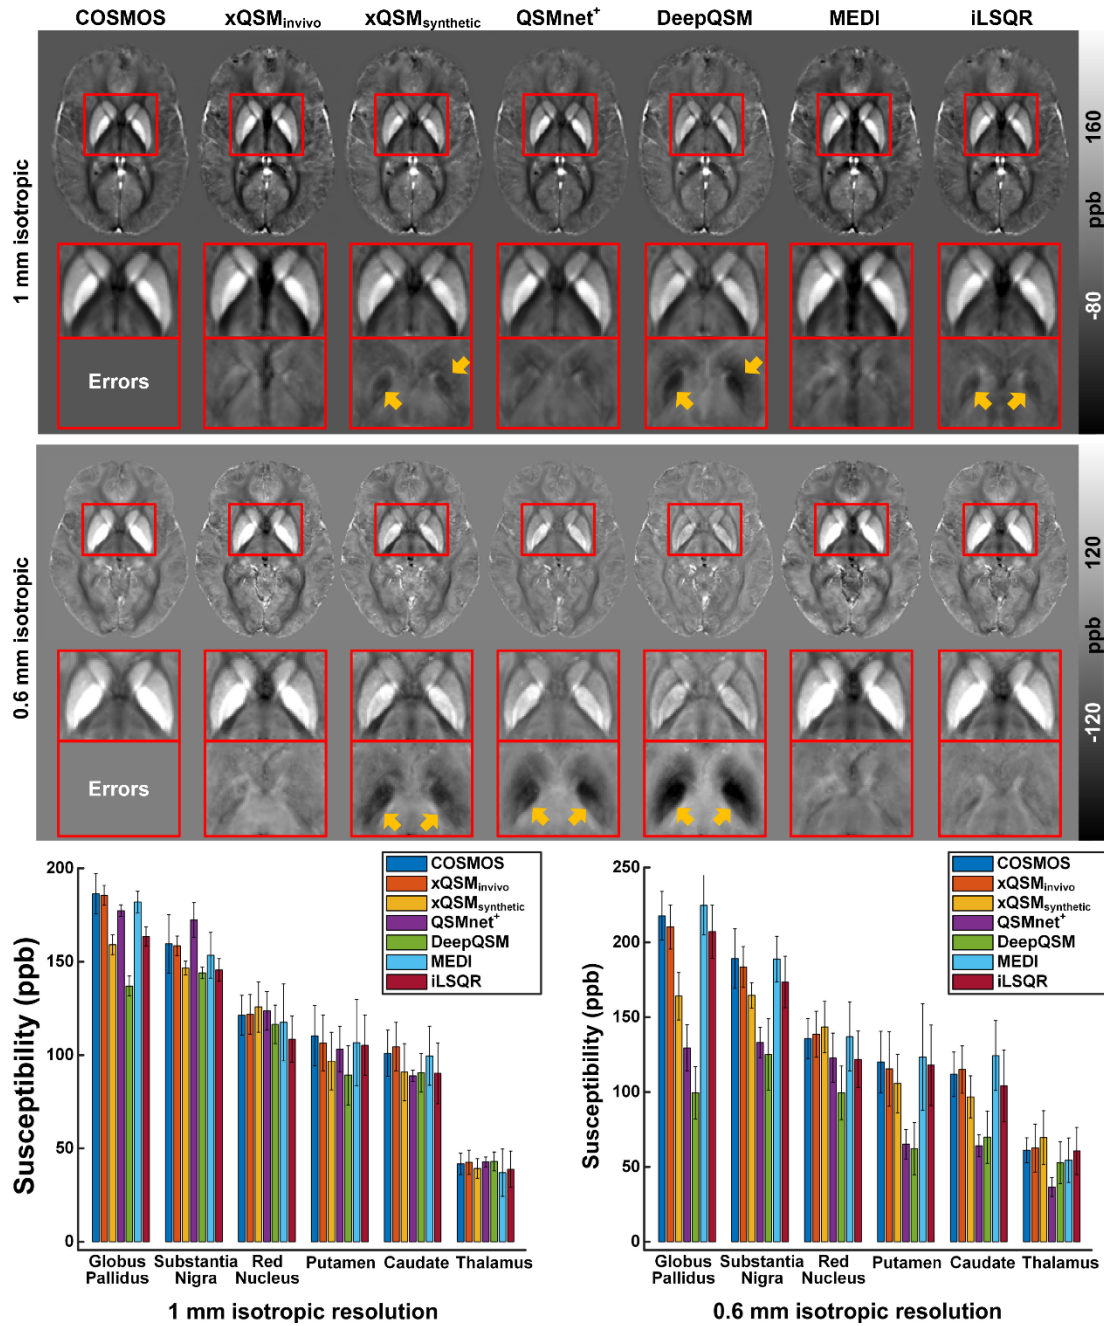 COSMOS xQSMinvivo xQSMsynthetic QSMnet+ DeepQSM MEDI iLSQR
1 mm isotropic
160
ppb
-80
Errors
0.6 mm isotropic
120
ppb
-120
Errors
Susceptibility (ppb)
200
150
100
50
0
COSMOS
xQSMinvivo
xQSMsynthetic
QSMnet+
DeepQSM
MEDI
iLSQR
Globus Pallidus
Substantia Nigra
Red Nucleus
Putamen
Caudate
Thalamus
1 mm isotropic resolution
Susceptibility (ppb)
250
200
150
100
50
0
COSMOS
xQSMinvivo
xQSMsynthetic
QSMnet+
DeepQSM
MEDI
iLSQR
Globus Pallidus
Substantia Nigra
Red Nucleus
Putamen
Caudate
Thalamus
0.6 mm isotropic resolution